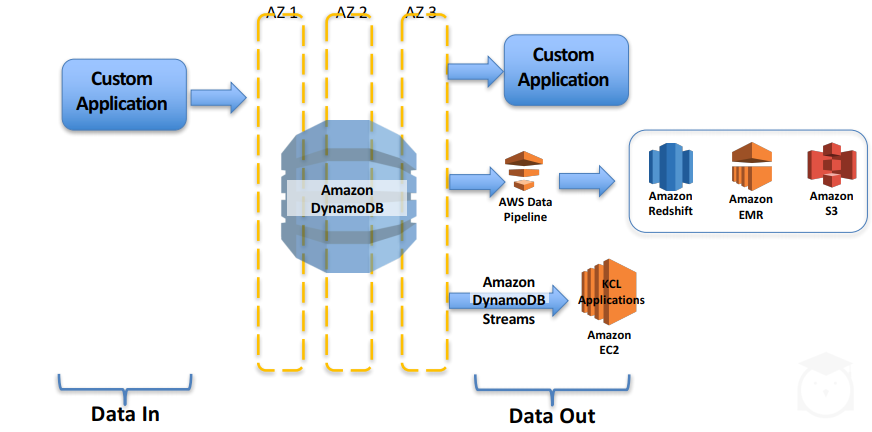 AZ 1
AZ 2
AZ 3
Custom
Application
Custom
Application
Amazon
DynamoDB
AWS Data
Pipeline
Amazon
Redshift
Amazon
EMR
Amazon
S3
Amazon
DynamoDB
Streams
KCL
Applications
Amazon
EC2
Data In
Data Out